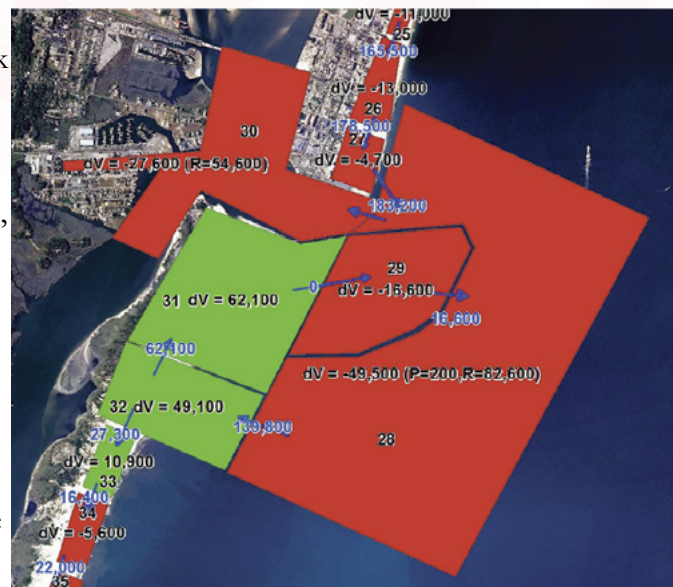 dV = -11,000
25
165,500
dV = -13,000
26
178,500
27
dV = -4,700
30
dV = -27,600 (R=54,600)
k
183,200
,
29
dV = -16,600
0
31 dV = 62,100
16,600
62,100
dV = -49,500 (P=200,R=82,600)
32 dV = 49,100
139,800
28
27,300
dV = 10,900
33
16,400
34
dV = -5,600
22,000
35